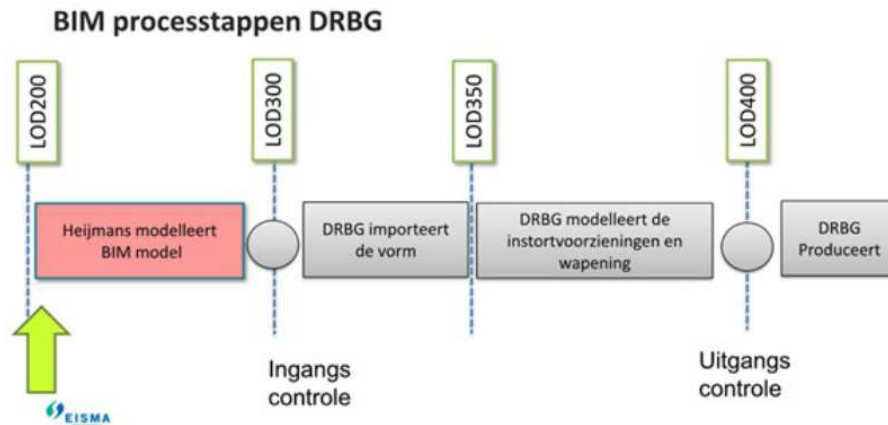 BIM processtappen DRBG
LOD200
LOD300
LOD350
LOD400
Heijmans modelleert
BIM model
DRBG importeert
de vorm
DRBG modelleert de
instortvoorzieningen en
wapening
DRBG
Produceert
Ingangs
controle
Uitgangs
controle
EISMA